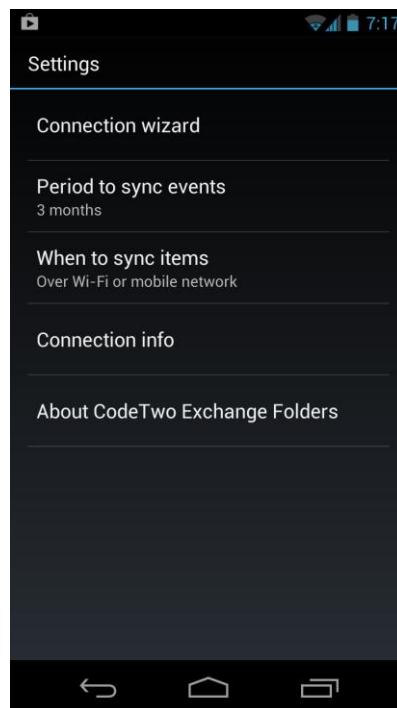 7:17
Settings
Connection wizard
Period to sync events
3 months
When to sync items
Over Wi-Fi or mobile network
Connection info
About CodeTwo Exchange Folders